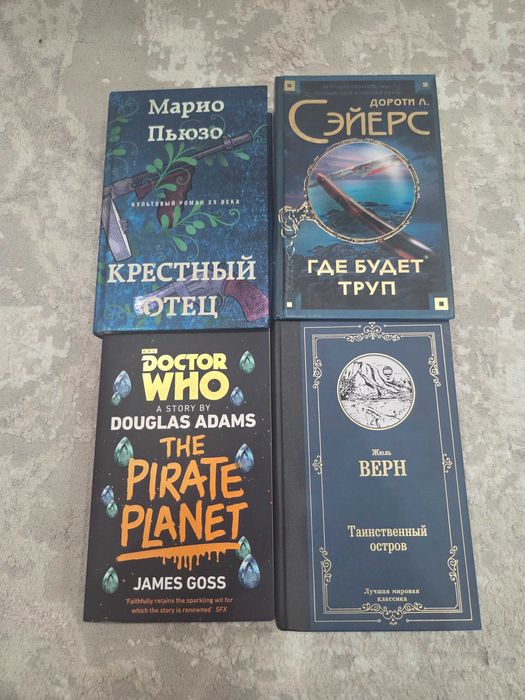 Марио
Пьюзо
КУЛЬТОВЫЙ РОМАН XX ВЕКА
КРЕСТНЫЙ
ОТЕЦ
ДОРОТИ Л.
СЭЙЕРС
ГДЕ БУДЕТ
ТРУП
BBC
DOCTOR
WHO
A STORY BY
DOUGLAS ADAMS
THE
PIRATE
PLANET
JAMES GOSS
'Faithfully retains the sparkling wit for
which the story is renowned' SFX
Жюль
ВЕРН
Таинственный
остров
Лучшая мировая
классика